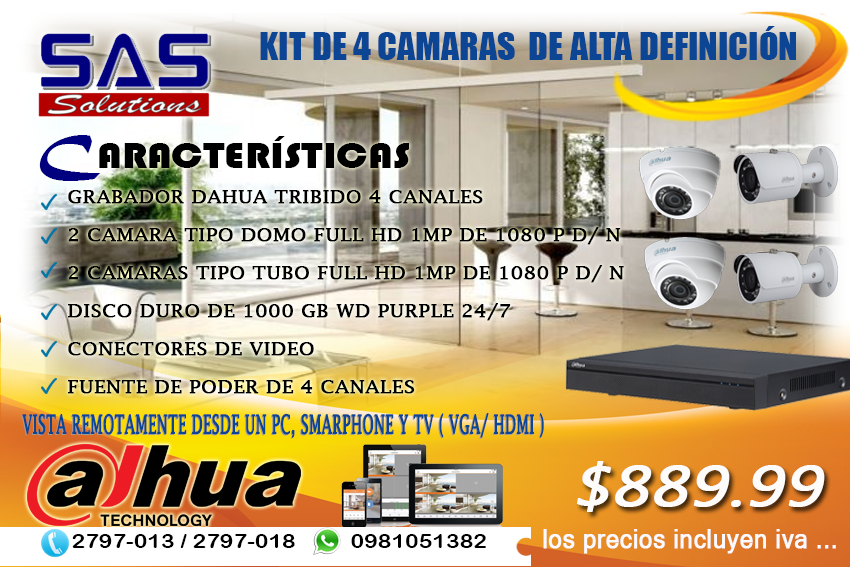 SAS
Solutions
KIT DE 4 CAMARAS DE ALTA DEFINICIÓN
CARACTERÍSTICAS
GRABADOR DAHUA TRIBIDO 4 CANALES
2 CAMARA TIPO DOMO FULL HD 1MP DE 1080 P D/ N
2 CAMARAS TIPO TUBO FULL HD 1MP DE 1080 P D/ N
DISCO DURO DE 1000 GB WD PURPLE 24/7
CONECTORES DE VIDEO
FUENTE DE PODER DE 4 CANALES
VISTA REMOTAMENTE DESDE UN PC, SMARPHONE Y TV ( VGA/ HDMI )
alhua
TECHNOLOGY
$889.99
2797-013 / 2797-018 0981051382
los precios incluyen iva ...